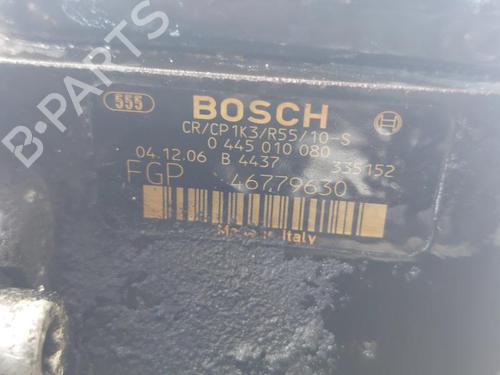 B-PARTS
555 BOSCH
CR/CP1K3/R55/10-S
0 445 010 080
04.12.06 B 4437 335152
FGP 46779630
Made in Italy